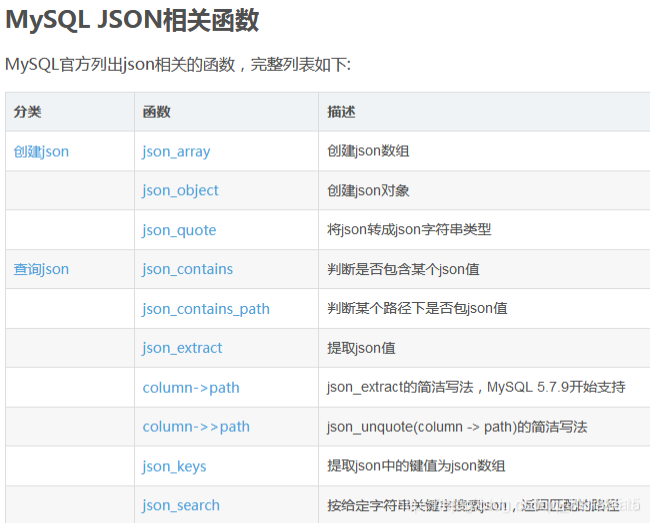 MySQL JSON相关函数
MySQL官方列出json相关的函数，完整列表如下:
分类 函数 描述
创建json json_array 创建json数组
json_object 创建json对象
json_quote 将json转成json字符串类型
查询json json_contains 判断是否包含某个json值
json_contains_path 判断某个路径下是否包json值
json_extract 提取json值
column->path json_extract的简洁写法，MySQL 5.7.9开始支持
column->>path json_unquote(column -> path)的简洁写法
json_keys 提取json中的键值为json数组
json_search 按给定字符串关键字搜索json，返回匹配的路径